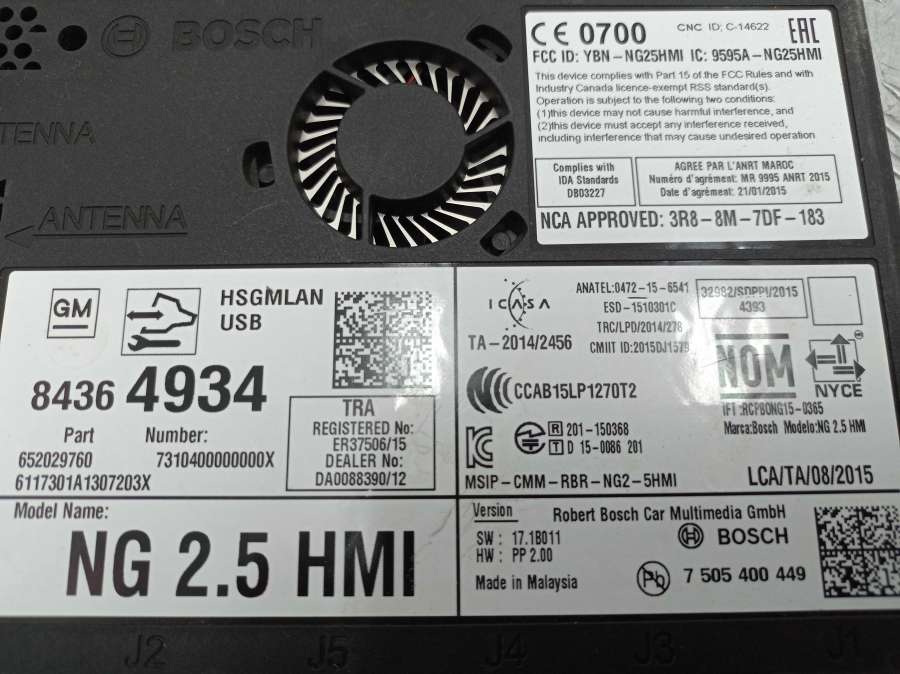 BOSCH
TENNA
ANTENNA
CE 0700 CNC ID: C-14622 EAC
FCC ID: YBN-NG25HMI IC: 9595A-NG25HMI
This device complies with Part 15 of the FCC Rules and with
Industry Canada licence-exempt RSS standard(s).
Operation is subject to the following two conditions:
(1)this device may not cause harmful interference, and
(2)this device must accept any interference received,
including interference that may cause undesired operation
Complies with
IDA Standards
DB03227
AGREE PAR L'ANRT MAROC
Numéro d'agrément: MR 9995 ANRT 2015
Date d'agrément: 21/01/2015
NCA APPROVED: 3R8-8M-7DF-183
GM
HSGMLAN
USB
84364934
Part Number:
652029760 7310400000000X
6117301A1307203X
TRA
REGISTERED No:
ER37506/15
DEALER No:
DA0088390/12
ICASA
TA-2014/2456
ANATEL:0472-15-6541
ESD-1510301C
TRC/LPD/2014/278
CMIIT ID:2015DJ1579
32982/SDPPI/2015
4393
CCAB15LP1270T2
NOM
NYCE
IFT :RCPBONG15-0365
Marca:Bosch Modelo:NG 2.5 HMI
R 201-150368
T D 15-0086 201
MSIP-CMM-RBR-NG2-5HMI
LCA/TA/08/2015
Model Name:
NG 2.5 HMI
Version
SW: 17.1B011
HW: PP 2.00
Made in Malaysia
Robert Bosch Car Multimedia GmbH
BOSCH
7 505 400 449
J2 J5 J4 J3 J1